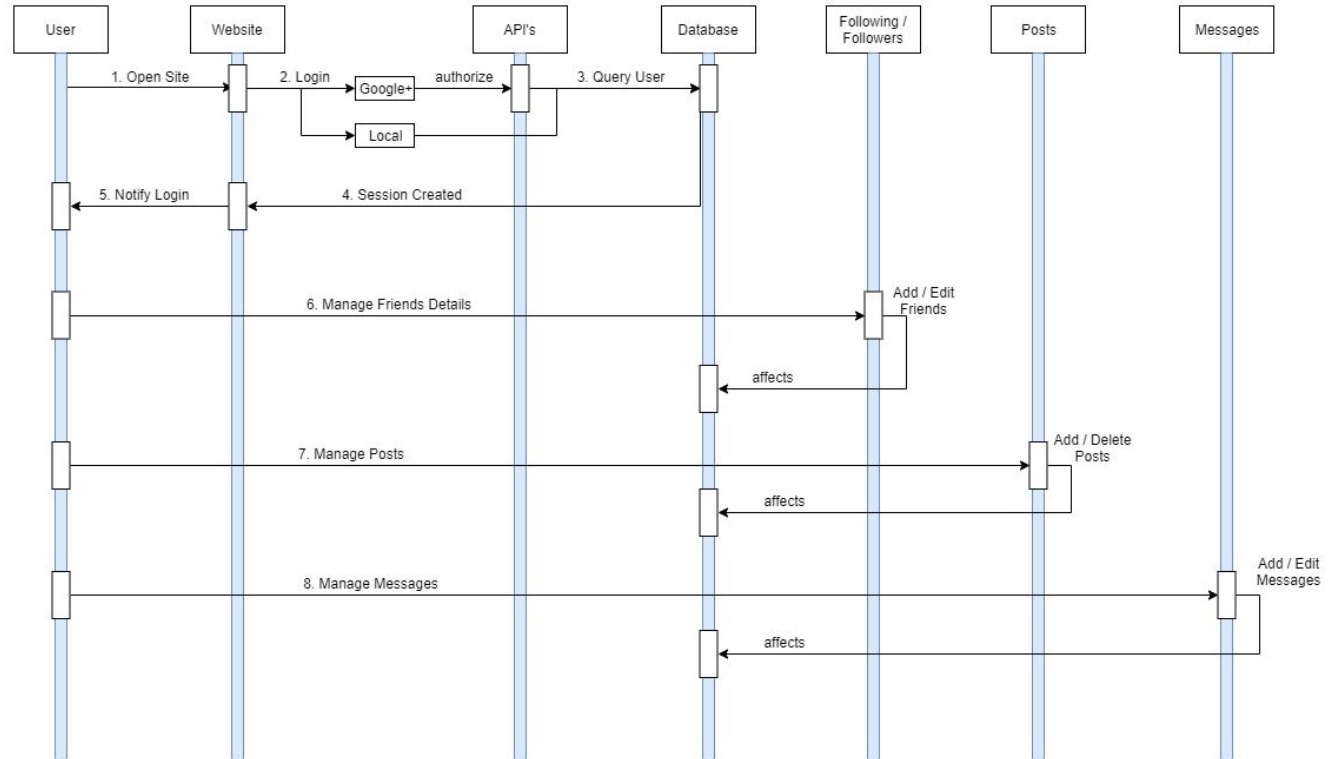 User
Website
API's
Database
Following /
Followers
Posts
Messages
1. Open Site
2. Login
Google+
authorize
3. Query User
Local
5. Notify Login
4. Session Created
6. Manage Friends Details
Add / Edit
Friends
affects
7. Manage Posts
Add / Delete
Posts
affects
8. Manage Messages
Add / Edit
Messages
affects